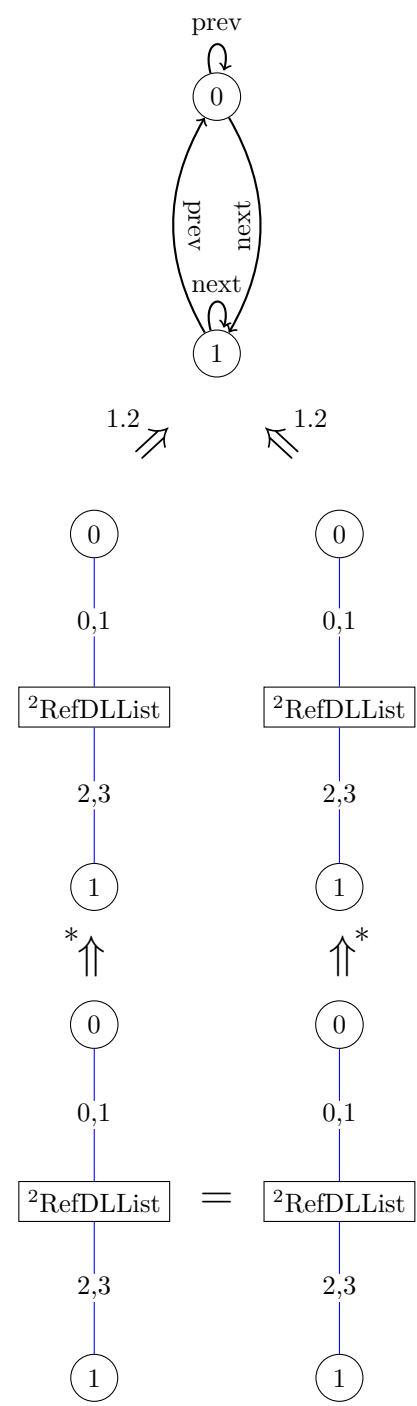 prev
0
prev
next
next
1
1.2
1.2
0
0
0,1
0,1
²RefDLList
²RefDLList
2,3
2,3
1
1
*
*
0
0
0,1
0,1
²RefDLList
=
²RefDLList
2,3
2,3
1
1